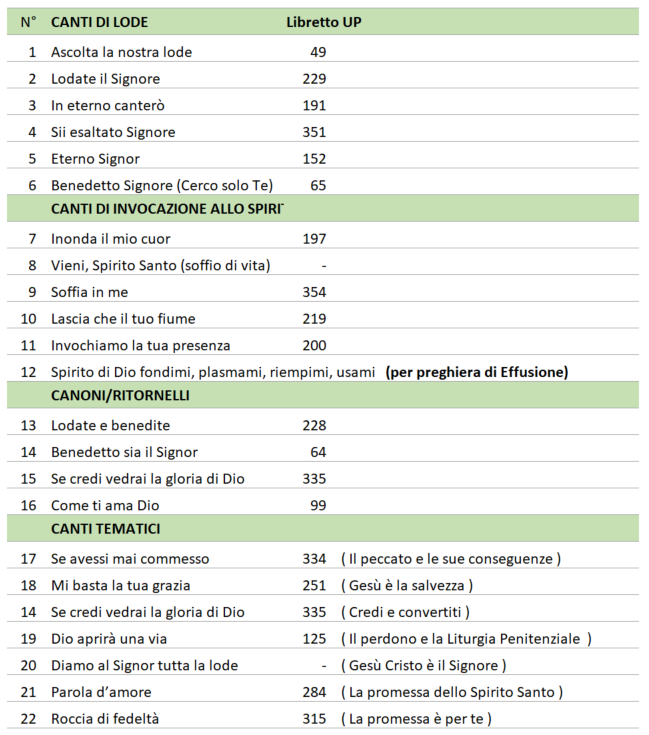 N° CANTI DI LODE Libretto UP
1 Ascolta la nostra lode 49
2 Lodate il Signore 229
3 In eterno canterò 191
4 Sii esaltato Signore 351
5 Eterno Signor 152
6 Benedetto Signore (Cerco solo Te) 65
CANTI DI INVOCAZIONE ALLO SPIRI
7 Inonda il mio cuor 197
8 Vieni, Spirito Santo (soffio di vita) -
9 Soffia in me 354
10 Lascia che il tuo fiume 219
11 Invochiamo la tua presenza 200
12 Spirito di Dio fondimi, plasmami, riempimi, usami (per preghiera di Effusione)
CANONI/RITORNELLI
13 Lodate e benedite 228
14 Benedetto sia il Signor 64
15 Se credi vedrai la gloria di Dio 335
16 Come ti ama Dio 99
CANTI TEMATICI
17 Se avessi mai commesso 334 ( Il peccato e le sue conseguenze )
18 Mi basta la tua grazia 251 ( Gesù è la salvezza )
14 Se credi vedrai la gloria di Dio 335 ( Credi e convertiti )
19 Dio aprirà una via 125 ( Il perdono e la Liturgia Penitenziale )
20 Diamo al Signor tutta la lode - ( Gesù Cristo è il Signore )
21 Parola d'amore 284 ( La promessa dello Spirito Santo )
22 Roccia di fedeltà 315 ( La promessa è per te )